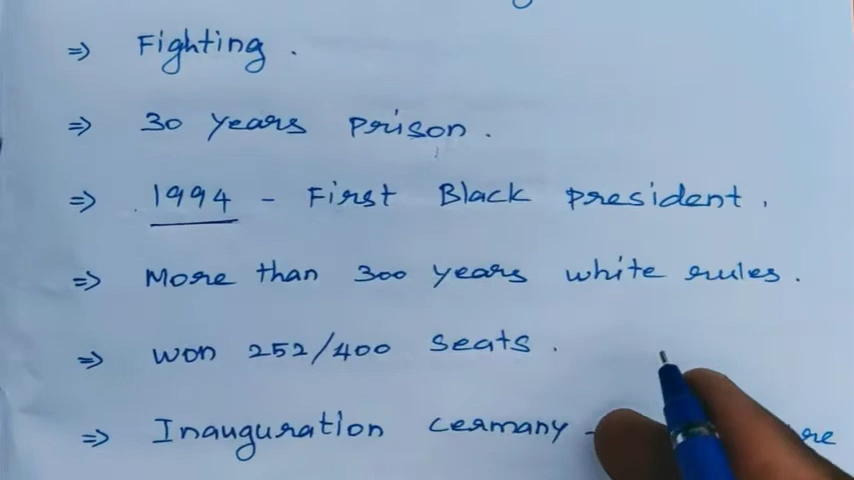 ⇒ Fighting .
⇒ 30 years prison .
⇒ 1994 - First Black president .
⇒ More than 300 years white rules .
⇒ won 252/400 seats .
⇒ Inauguration cermany -